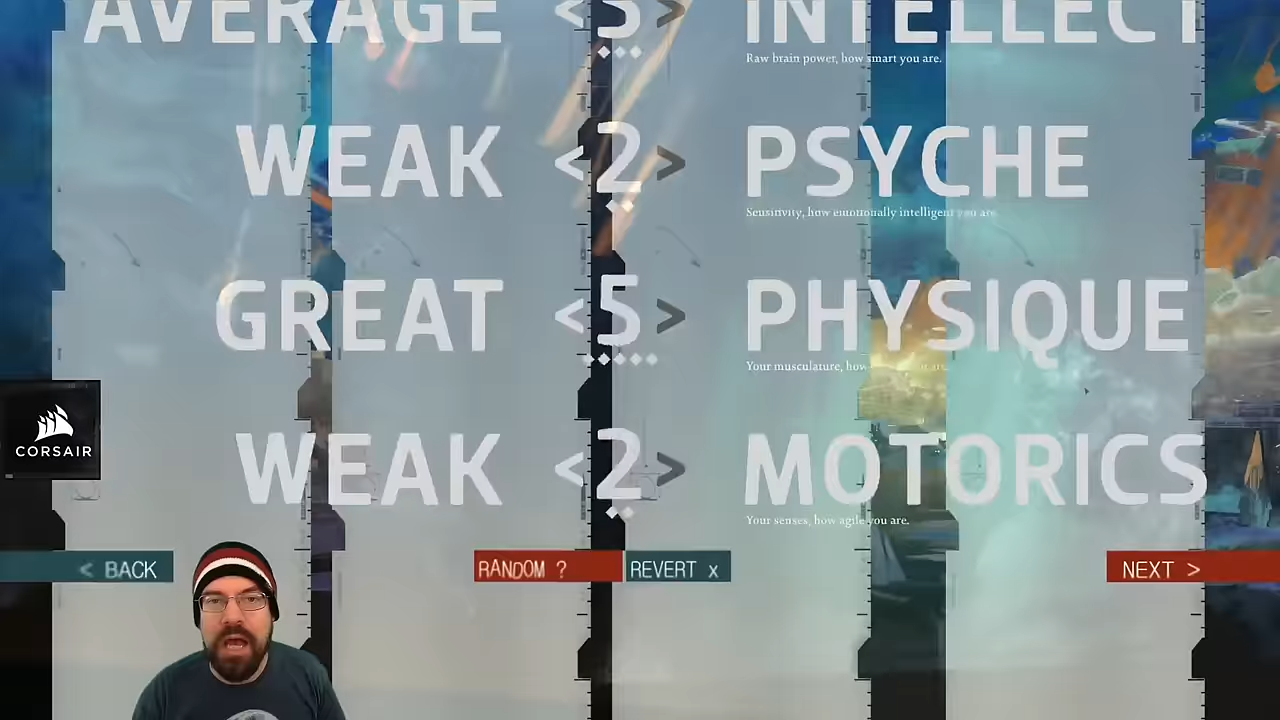 AVERAGE <3> INTELLECT
Raw brain power, how smart you are.
WEAK <2> PSYCHE
Sensitivity, how emotionally intelligent you are.
GREAT <5> PHYSIQUE
Your musculature, how
WEAK <2> MOTORICS
CORSAIR
Your senses, how agile you are.
< BACK
RANDOM ?
REVERT x
NEXT >